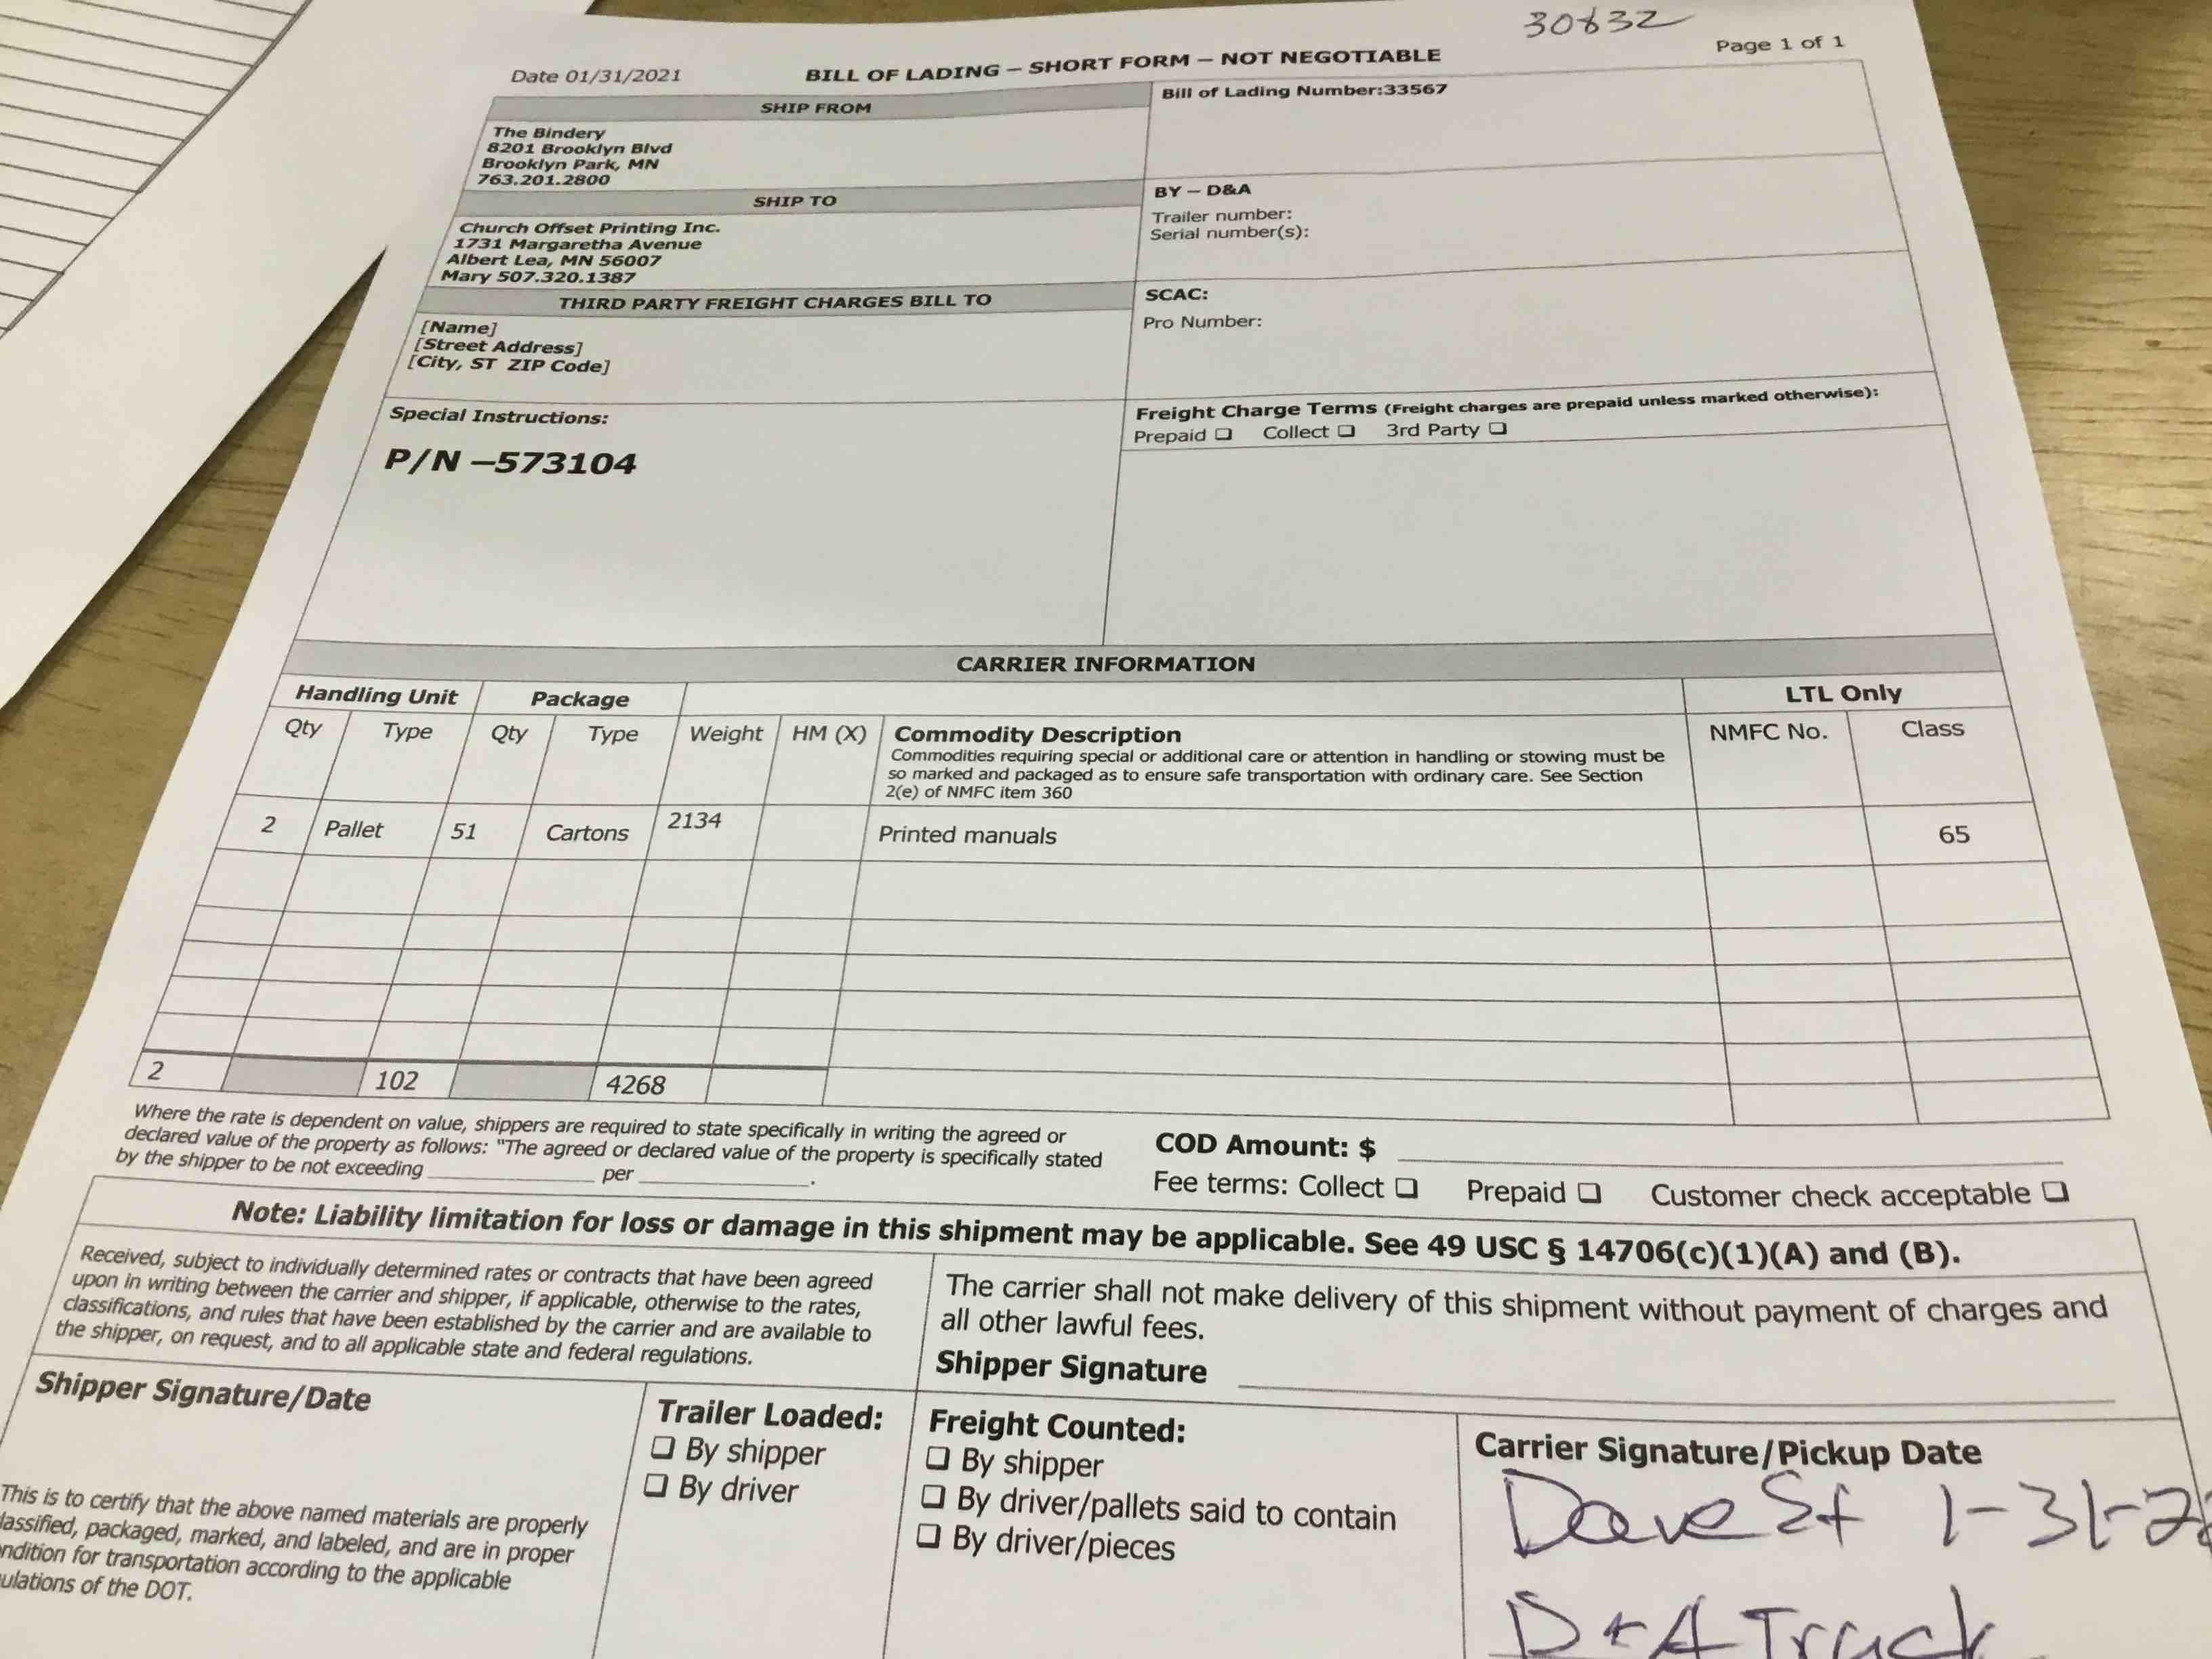 30832
Date 01/31/2021
BILL OF LADING – SHORT FORM – NOT NEGOTIABLE
Page 1 of 1
SHIP FROM
The Bindery
8201 Brooklyn Blvd
Brooklyn Park, MN
763.201.2800
Bill of Lading Number:33567
SHIP TO
Church Offset Printing Inc.
1731 Margaretha Avenue
Albert Lea, MN 56007
Mary 507.320.1387
BY – D&A
Trailer number:
Serial number(s):
THIRD PARTY FREIGHT CHARGES BILL TO
[Name]
[Street Address]
[City, ST ZIP Code]
SCAC:
Pro Number:
Special Instructions:
P/N –573104
Freight Charge Terms (Freight charges are prepaid unless marked otherwise):
Prepaid ❑ Collect ❑ 3rd Party ❑
CARRIER INFORMATION
Handling Unit Package LTL Only
Qty Type Qty Type Weight HM (X) Commodity Description NMFC No. Class
Commodities requiring special or additional care or attention in handling or stowing must be
so marked and packaged as to ensure safe transportation with ordinary care. See Section
2(e) of NMFC item 360
2 Pallet 51 Cartons 2134 Printed manuals 65
2 102 4268
Where the rate is dependent on value, shippers are required to state specifically in writing the agreed or
declared value of the property as follows: "The agreed or declared value of the property is specifically stated
by the shipper to be not exceeding ____________ per ____________.
COD Amount: $
Fee terms: Collect ❑ Prepaid ❑ Customer check acceptable ❑
Note: Liability limitation for loss or damage in this shipment may be applicable. See 49 USC § 14706(c)(1)(A) and (B).
Received, subject to individually determined rates or contracts that have been agreed
upon in writing between the carrier and shipper, if applicable, otherwise to the rates,
classifications, and rules that have been established by the carrier and are available to
the shipper, on request, and to all applicable state and federal regulations.
The carrier shall not make delivery of this shipment without payment of charges and
all other lawful fees.
Shipper Signature
Shipper Signature/Date
This is to certify that the above named materials are properly
lassified, packaged, marked, and labeled, and are in proper
ndition for transportation according to the applicable
ulations of the DOT.
Trailer Loaded:
❑ By shipper
❑ By driver
Freight Counted:
❑ By shipper
❑ By driver/pallets said to contain
❑ By driver/pieces
Carrier Signature/Pickup Date
Dave 1-31-2
D+A Truck